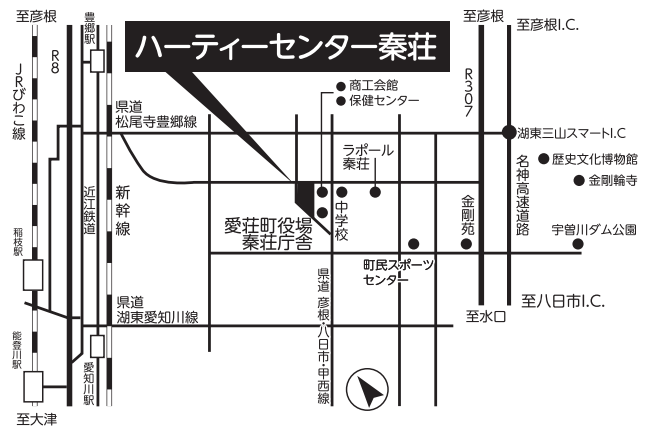 至彦根
豊郷駅
至彦根
至彦根I.C.
ハーティーセンター秦荘
R8
JRびわこ線
R307
商工会館
保健センター
県道
松尾寺豊郷線
湖東三山スマートI.C
ラポール
秦荘
名神高速道路
歴史文化博物館
金剛輪寺
近江鉄道
新幹線
中学校
金剛苑
愛荘町役場
秦荘庁舎
宇曽川ダム公園
稲枝駅
町民スポーツ
センター
県道 彦根・八日市・甲西線
県道
湖東愛知川線
至八日市I.C.
至水口
能登川駅
愛知川駅
至大津